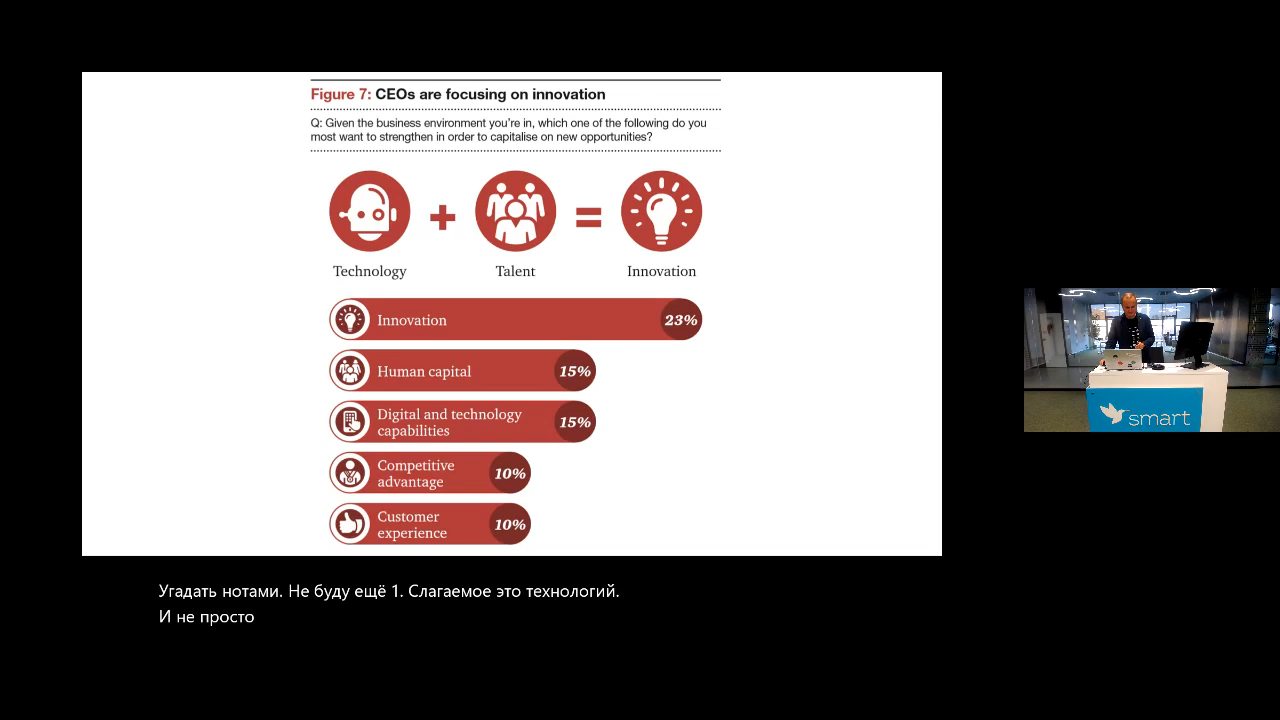 Figure 7: CEOs are focusing on innovation
Q: Given the business environment you're in, which one of the following do you
most want to strengthen in order to capitalise on new opportunities?
+
=
Technology
Talent
Innovation
Innovation 23%
Human capital 15%
Digital and technology
capabilities 15%
Competitive
advantage 10%
Customer
experience 10%
smart
Угадать нотами. Не буду ещё 1. Слагаемое это технологий.
И не просто